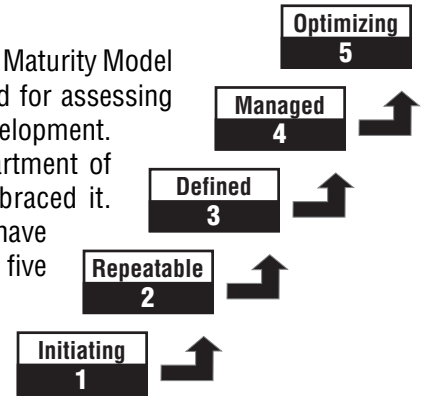 Optimizing
5
Maturity Model
d for assessing
Managed
4
elopment.
artment of
Defined
3
braced it.
have
five
Repeatable
2
Initiating
1